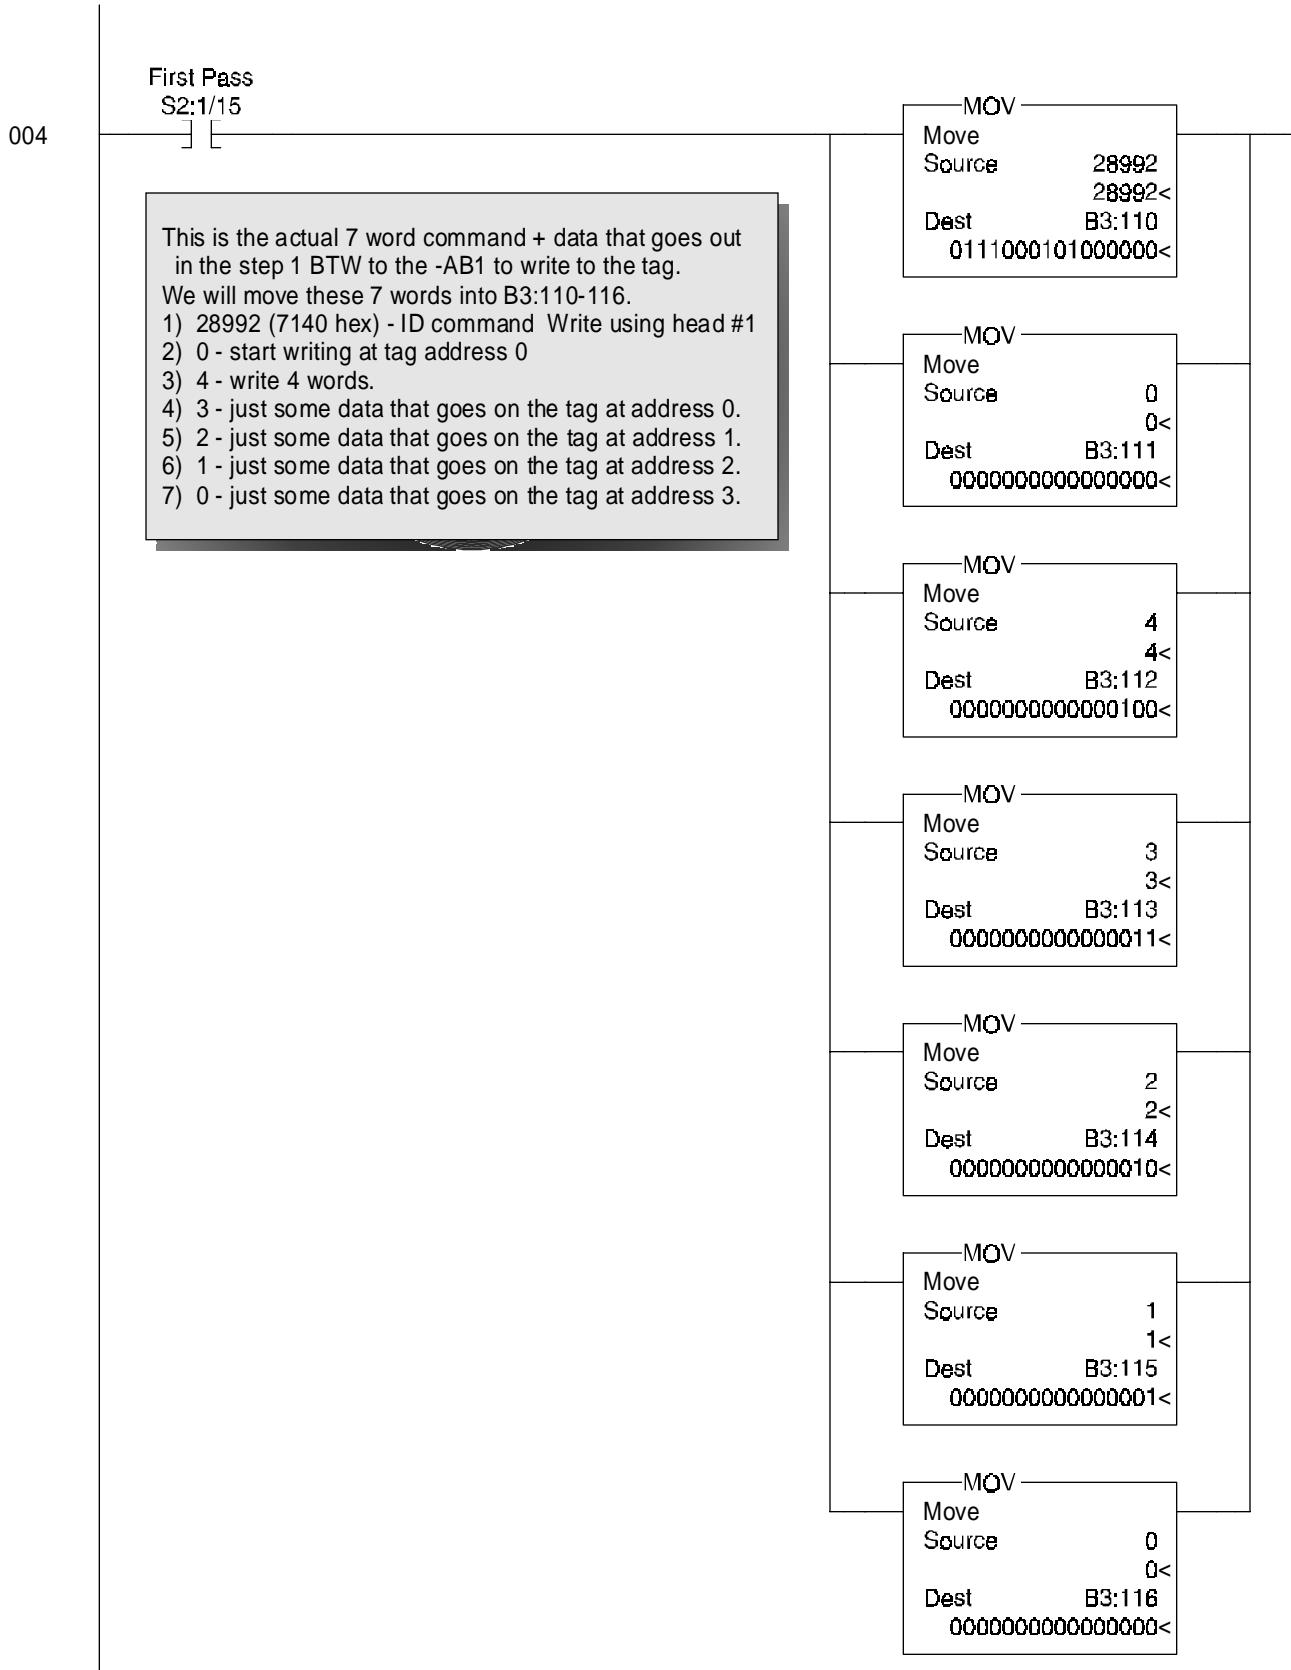 First Pass
S2:1/15
004
This is the actual 7 word command + data that goes out
in the step 1 BTW to the -AB1 to write to the tag.
We will move these 7 words into B3:110-116.
1) 28992 (7140 hex) - ID command Write using head #1
2) 0 - start writing at tag address 0
3) 4 - write 4 words.
4) 3 - just some data that goes on the tag at address 0.
5) 2 - just some data that goes on the tag at address 1.
6) 1 - just some data that goes on the tag at address 2.
7) 0 - just some data that goes on the tag at address 3.
MOV
Move
Source 28992
28992<
Dest B3:110
0111000101000000<
MOV
Move
Source 0
0<
Dest B3:111
0000000000000000<
MOV
Move
Source 4
4<
Dest B3:112
0000000000000100<
MOV
Move
Source 3
3<
Dest B3:113
0000000000000011<
MOV
Move
Source 2
2<
Dest B3:114
0000000000000010<
MOV
Move
Source 1
1<
Dest B3:115
0000000000000001<
MOV
Move
Source 0
0<
Dest B3:116
0000000000000000<